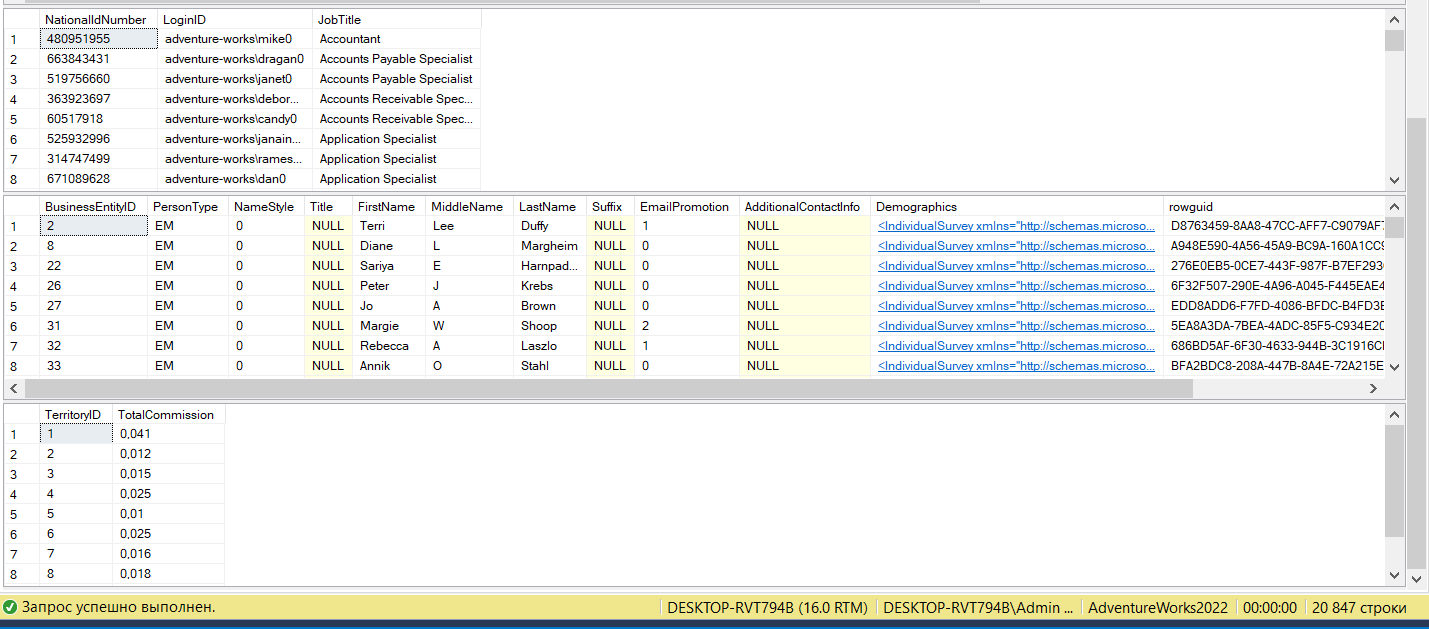 NationalIdNumber LoginID JobTitle
1 480951955 adventure-works\mike0 Accountant
2 663843431 adventure-works\dragan0 Accounts Payable Specialist
3 519756660 adventure-works\janet0 Accounts Payable Specialist
4 363923697 adventure-works\debor... Accounts Receivable Spec...
5 60517918 adventure-works\candy0 Accounts Receivable Spec...
6 525932996 adventure-works\janain... Application Specialist
7 314747499 adventure-works\rames... Application Specialist
8 671089628 adventure-works\dan0 Application Specialist
BusinessEntityID PersonType NameStyle Title FirstName MiddleName LastName Suffix EmailPromotion AdditionalContactInfo Demographics rowguid
1 2 EM 0 NULL Terri Lee Duffy NULL 1 NULL <IndividualSurvey xmlns="http://schemas.microso... D8763459-8AA8-47CC-AFF7-C9079AF7
2 8 EM 0 NULL Diane L Margheim NULL 0 NULL <IndividualSurvey xmlns="http://schemas.microso... A948E590-4A56-45A9-BC9A-160A1CC9
3 22 EM 0 NULL Sariya E Harnpad... NULL 0 NULL <IndividualSurvey xmlns="http://schemas.microso... 276E0EB5-0CE7-443F-987F-B7EF293
4 26 EM 0 NULL Peter J Krebs NULL 0 NULL <IndividualSurvey xmlns="http://schemas.microso... 6F32F507-290E-4A96-A045-F445EAE4
5 27 EM 0 NULL Jo A Brown NULL 0 NULL <IndividualSurvey xmlns="http://schemas.microso... EDD8ADD6-F7FD-4086-BFDC-B4FD3E
6 31 EM 0 NULL Margie W Shoop NULL 2 NULL <IndividualSurvey xmlns="http://schemas.microso... 5EA8A3DA-7BEA-4ADC-85F5-C934E20
7 32 EM 0 NULL Rebecca A Laszlo NULL 1 NULL <IndividualSurvey xmlns="http://schemas.microso... 686BD5AF-6F30-4633-944B-3C1916C
8 33 EM 0 NULL Annik O Stahl NULL 0 NULL <IndividualSurvey xmlns="http://schemas.microso... BFA2BDC8-208A-447B-8A4E-72A215E
TerritoryID TotalCommission
1 1 0,041
2 2 0,012
3 3 0,015
4 4 0,025
5 5 0,01
6 6 0,025
7 7 0,016
8 8 0,018
Запрос успешно выполнен. DESKTOP-RVT794B (16.0 RTM) DESKTOP-RVT794B\Admin ... AdventureWorks2022 00:00:00 20 847 строки